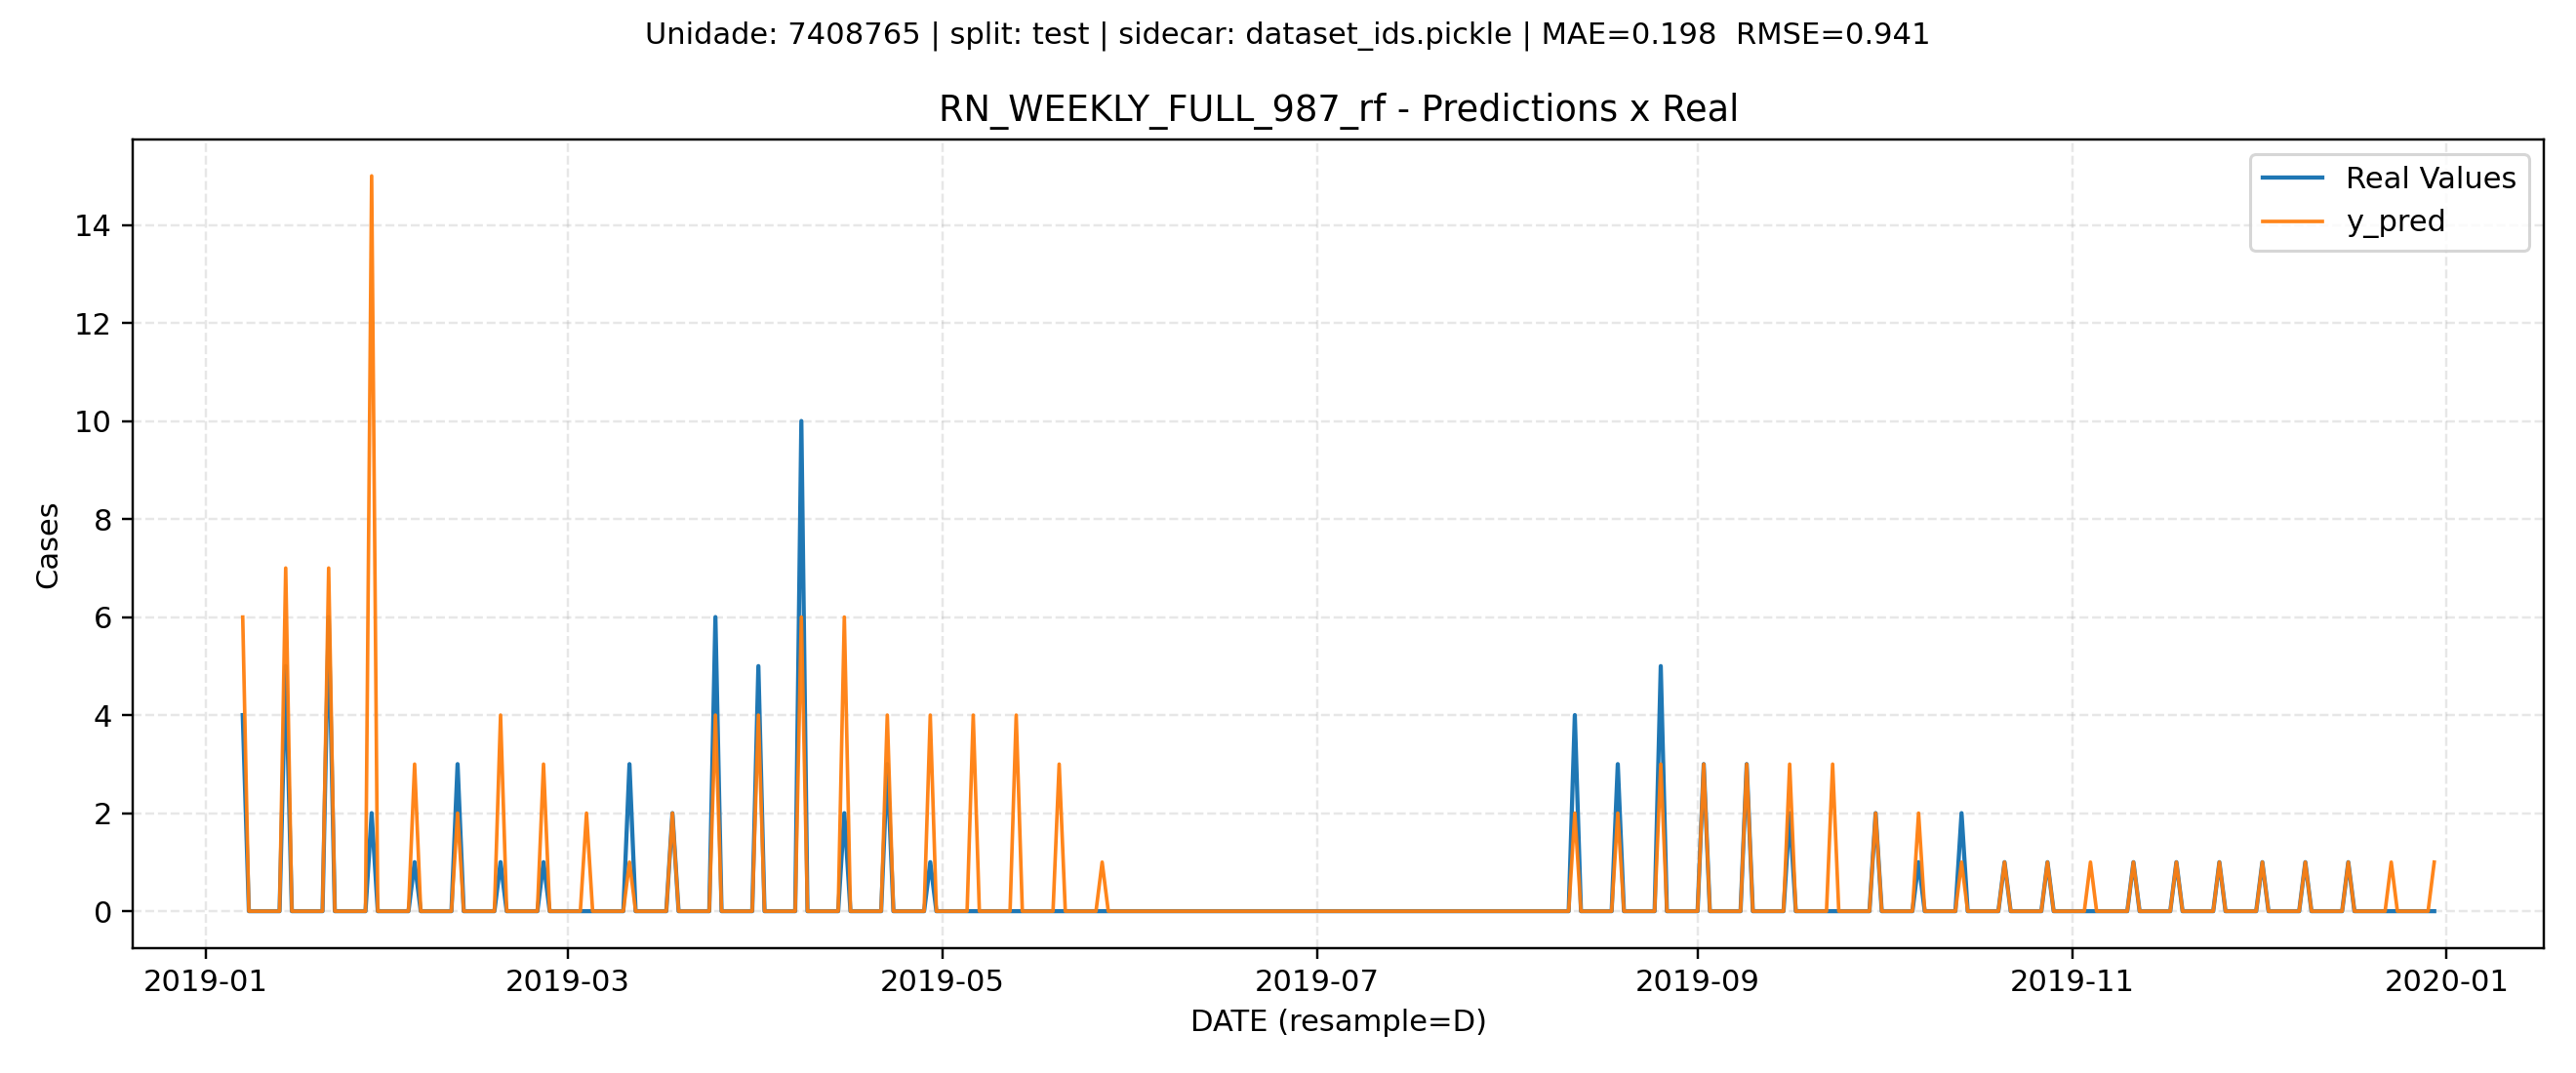 Unidade: 7408765 | split: test | sidecar: dataset_ids.pickle | MAE=0.198  RMSE=0.941
RN_WEEKLY_FULL_987_rf - Predictions x Real
Real Values
y_pred
14
12
10
8
6
4
2
0
Cases
2019-01
2019-03
2019-05
2019-07
2019-09
2019-11
2020-01
DATE (resample=D)